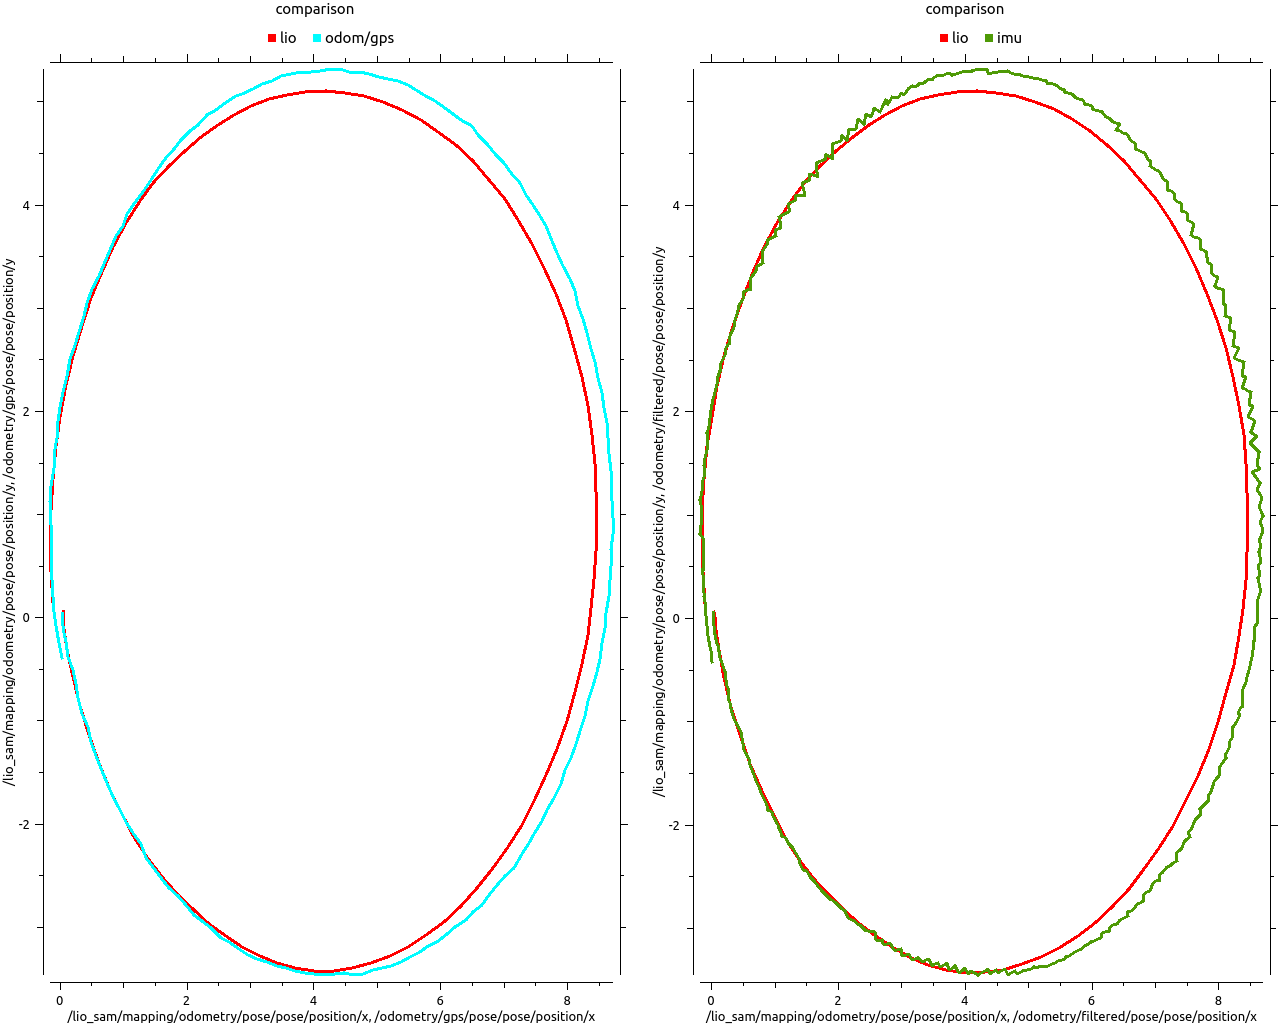 comparison
lio odom/gps
4
2
0
-2
0 2 4 6 8
/lio_sam/mapping/odometry/pose/pose/position/y, /odometry/gps/pose/pose/position/y
/lio_sam/mapping/odometry/pose/pose/position/x, /odometry/gps/pose/pose/position/x
comparison
lio imu
4
2
0
-2
0 2 4 6 8
/lio_sam/mapping/odometry/pose/pose/position/y, /odometry/filtered/pose/pose/position/y
/lio_sam/mapping/odometry/pose/pose/position/x, /odometry/filtered/pose/pose/position/x